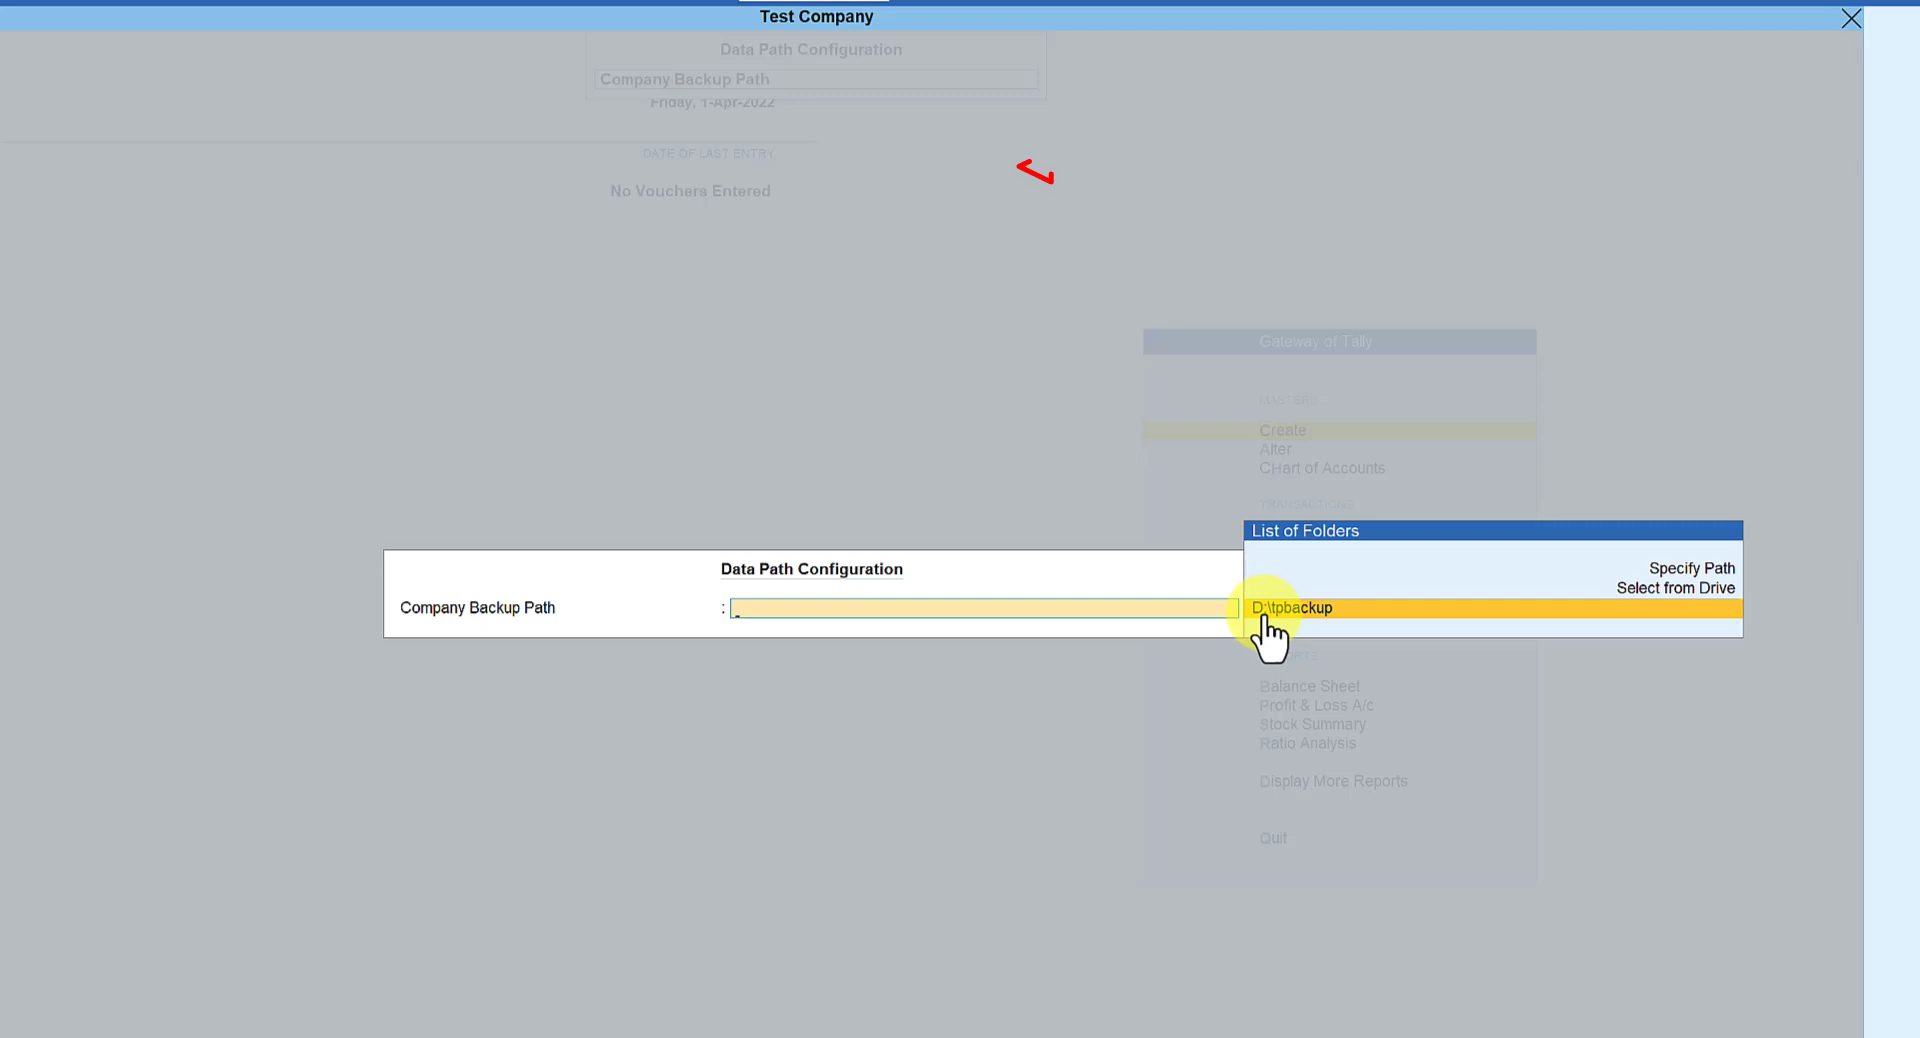 Test Company
Data Path Configuration
Company Backup Path
Friday, 1-Apr-2022
DATE OF LAST ENTRY
No Vouchers Entered
Gateway of Tally
MASTERS
Create
Alter
CHart of Accounts
TRANSACTIONS
List of Folders
Specify Path
Select from Drive
Data Path Configuration
Company Backup Path :
D:\tpbackup
Balance Sheet
Profit & Loss A/c
Stock Summary
Ratio Analysis
Display More Reports
Quit